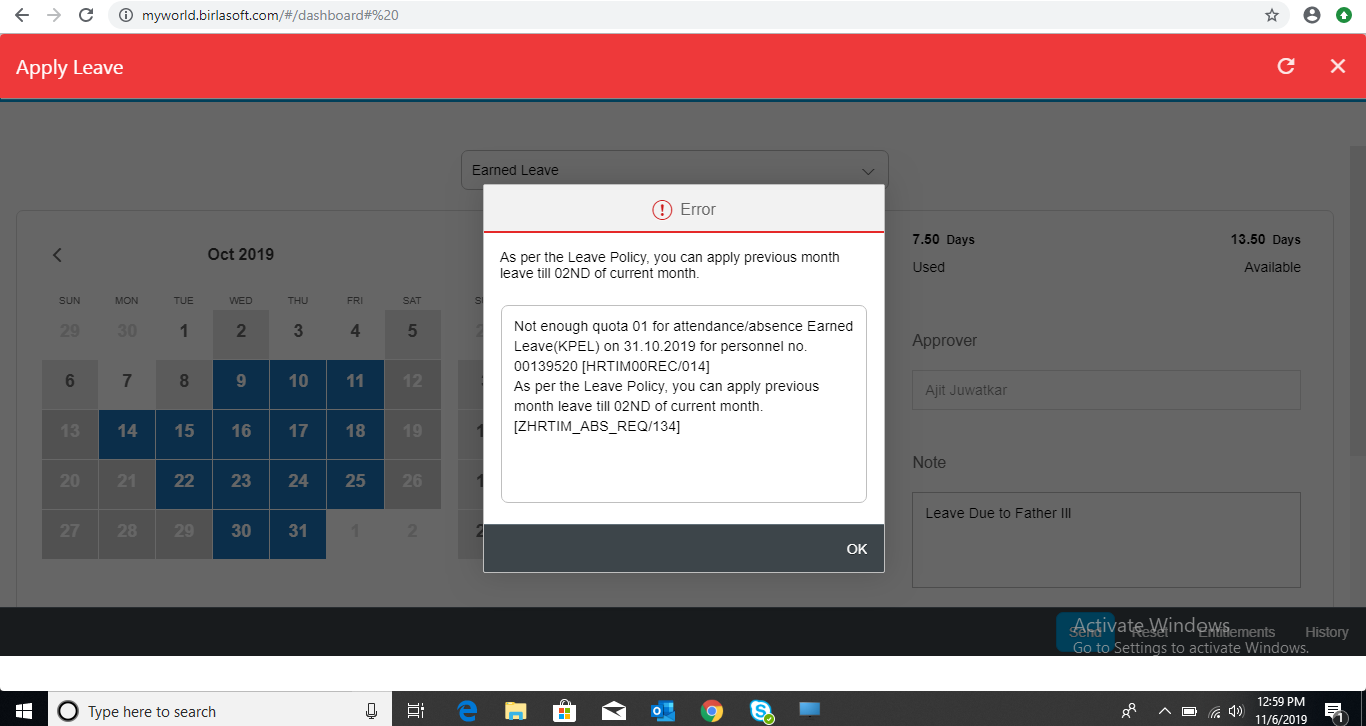 myworld.birlasoft.com/#/dashboard#%20
Apply Leave
Earned Leave
Oct 2019
SUN MON TUE WED THU FRI SAT
29 30 1 2 3 4 5
6 7 8 9 10 11 12
13 14 15 16 17 18 19
20 21 22 23 24 25 26
27 28 29 30 31 1 2
Error
As per the Leave Policy, you can apply previous month
leave till 02ND of current month.
Not enough quota 01 for attendance/absence Earned
Leave(KPEL) on 31.10.2019 for personnel no.
00139520 [HRTIM00REC/014]
As per the Leave Policy, you can apply previous
month leave till 02ND of current month.
[ZHRTIM_ABS_REQ/134]
OK
7.50 Days 13.50 Days
Used Available
Approver
Ajit Juwatkar
Note
Leave Due to Father Ill
Send Reset Entitlements History
Activate Windows
Go to Settings to activate Windows.
Type here to search
12:59 PM
11/6/2019
1